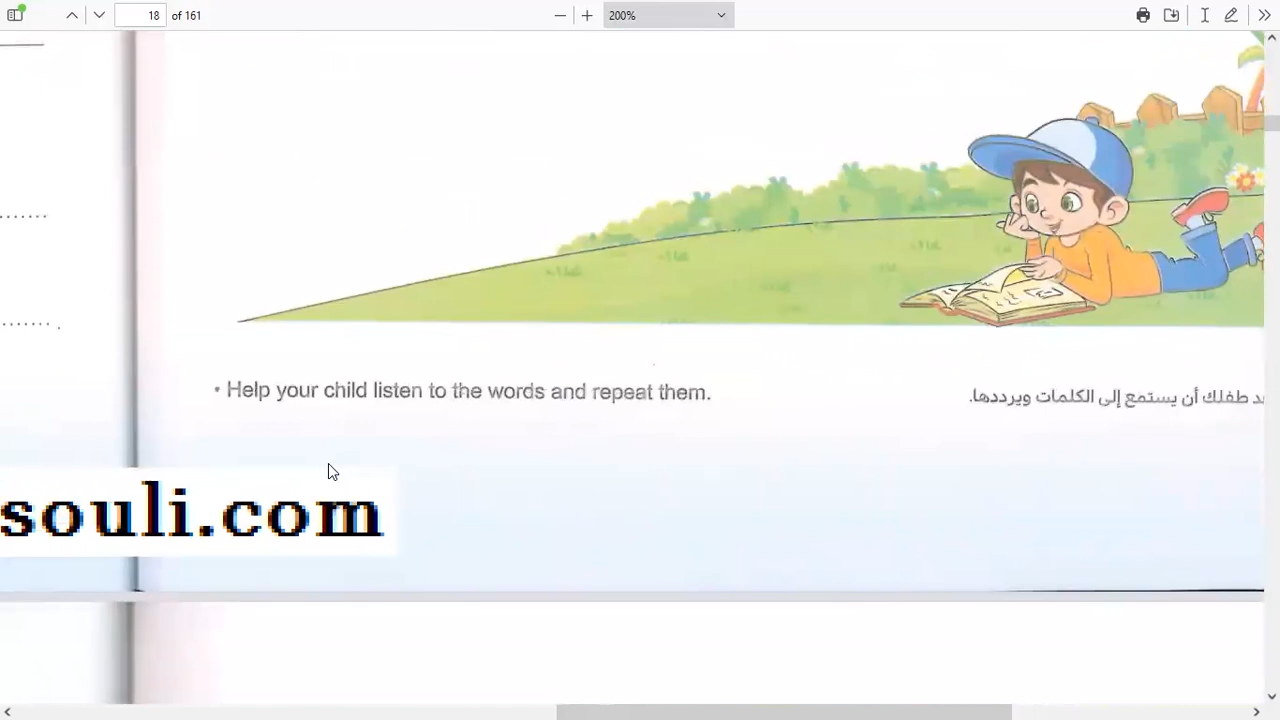 18 of 161
200%
• Help your child listen to the words and repeat them.
طفلك أن يستمع إلى الكلمات ويرددها.
souli.com